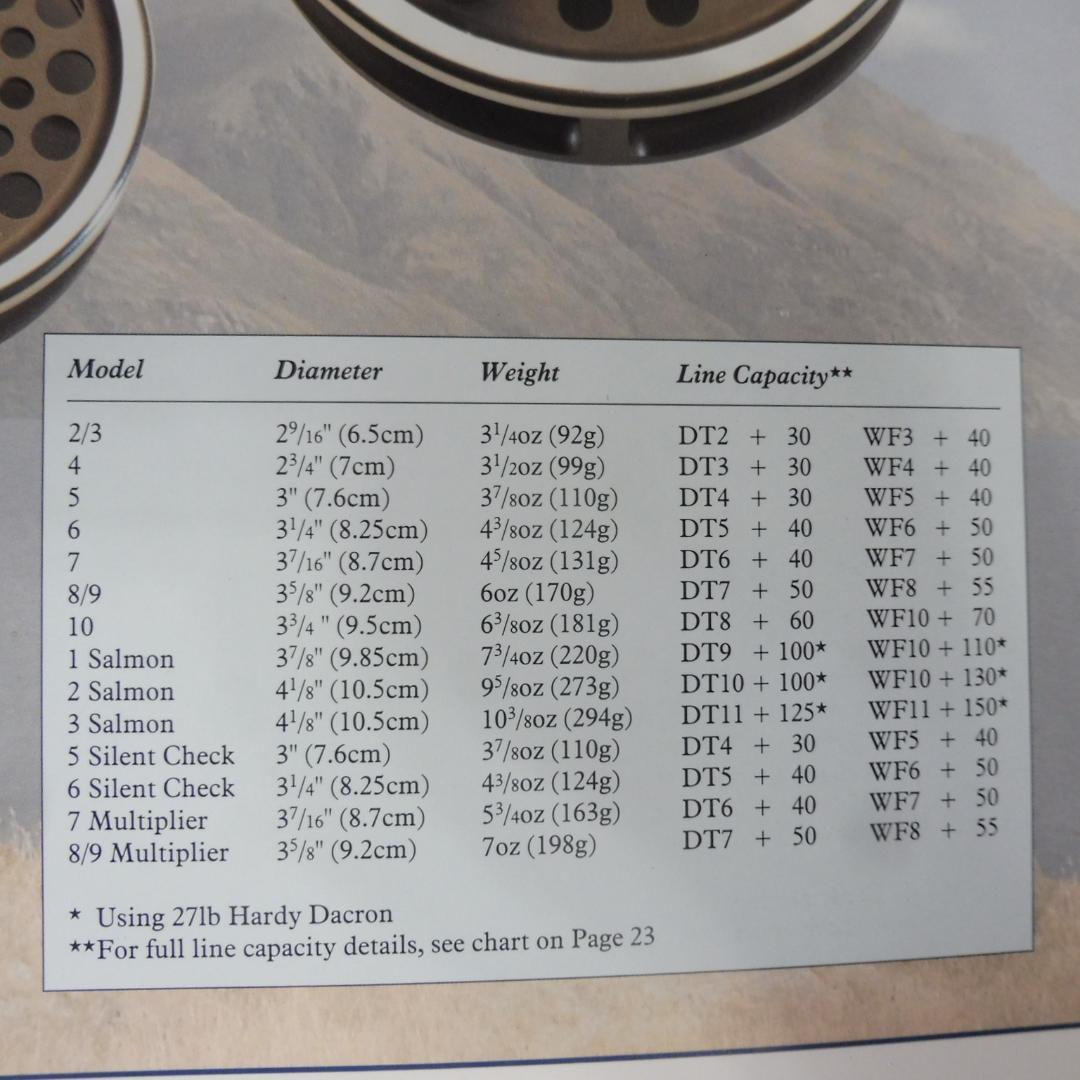 Model Diameter Weight Line Capacity**
2/3 2⁹/16" (6.5cm) 3¹/4oz (92g) DT2 + 30 WF3 + 40
4 2³/4" (7cm) 3¹/2oz (99g) DT3 + 30 WF4 + 40
5 3" (7.6cm) 3⁷/8oz (110g) DT4 + 30 WF5 + 40
6 3¹/4" (8.25cm) 4³/8oz (124g) DT5 + 40 WF6 + 50
7 3⁷/16" (8.7cm) 4⁵/8oz (131g) DT6 + 40 WF7 + 50
8/9 3⁵/8" (9.2cm) 6oz (170g) DT7 + 50 WF8 + 55
10 3³/4 " (9.5cm) 6³/8oz (181g) DT8 + 60 WF10 + 70
1 Salmon 3⁷/8" (9.85cm) 7³/4oz (220g) DT9 + 100* WF10 + 110*
2 Salmon 4¹/8" (10.5cm) 9⁵/8oz (273g) DT10 + 100* WF10 + 130*
3 Salmon 4¹/8" (10.5cm) 10³/8oz (294g) DT11 + 125* WF11 + 150*
5 Silent Check 3" (7.6cm) 3⁷/8oz (110g) DT4 + 30 WF5 + 40
6 Silent Check 3¹/4" (8.25cm) 4³/8oz (124g) DT5 + 40 WF6 + 50
7 Multiplier 3⁷/16" (8.7cm) 5³/4oz (163g) DT6 + 40 WF7 + 50
8/9 Multiplier 3⁵/8" (9.2cm) 7oz (198g) DT7 + 50 WF8 + 55
* Using 27lb Hardy Dacron
**For full line capacity details, see chart on Page 23